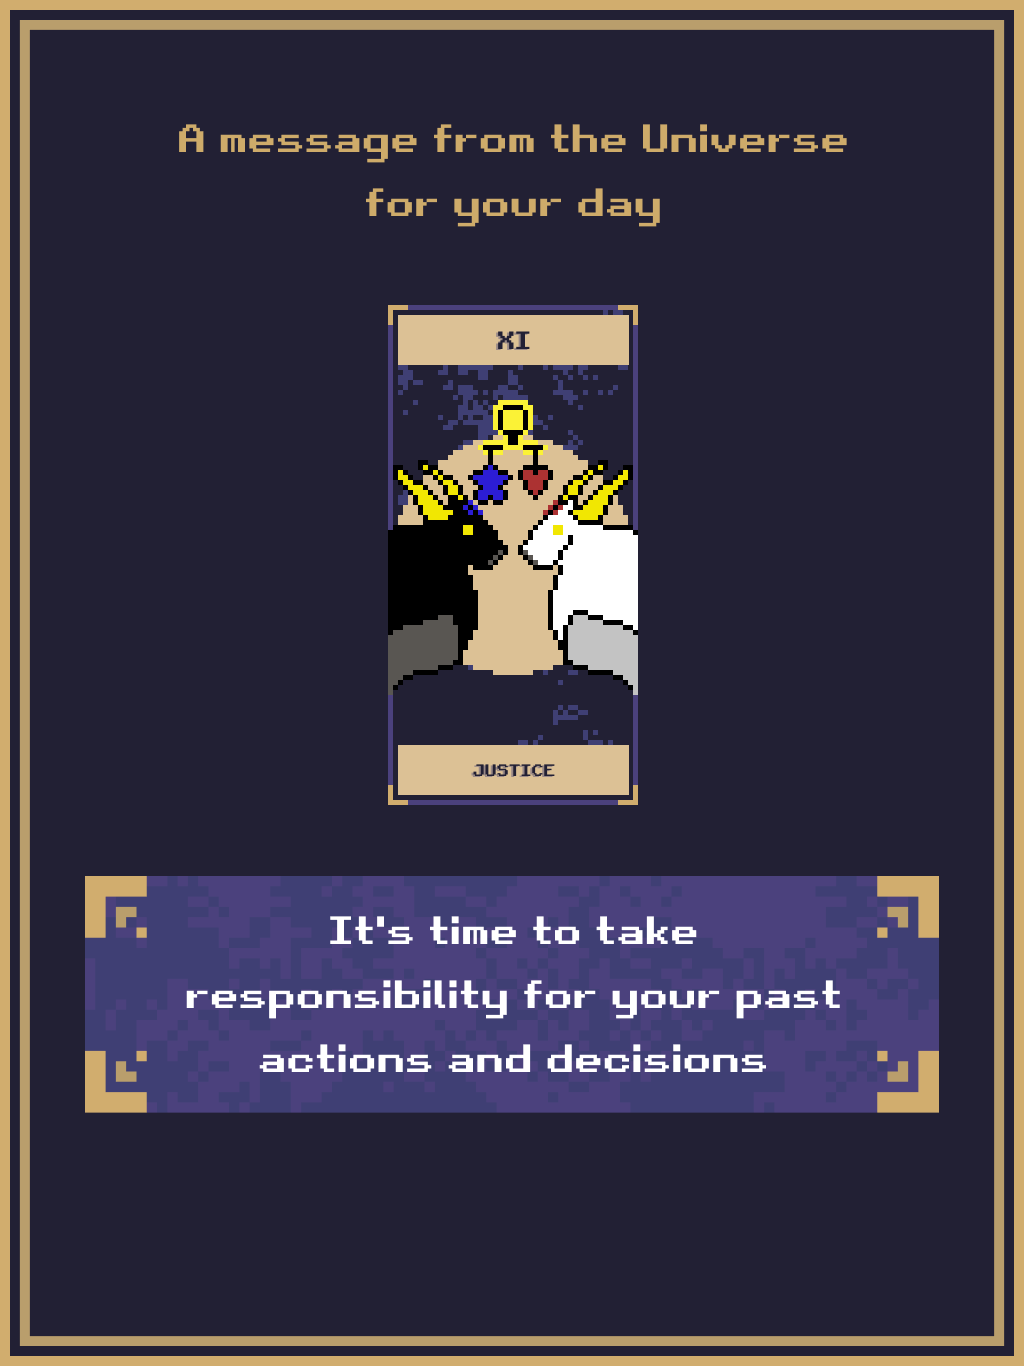 A message from the Universe
for your day
XI
JUSTICE
It's time to take
responsibility for your past
actions and decisions